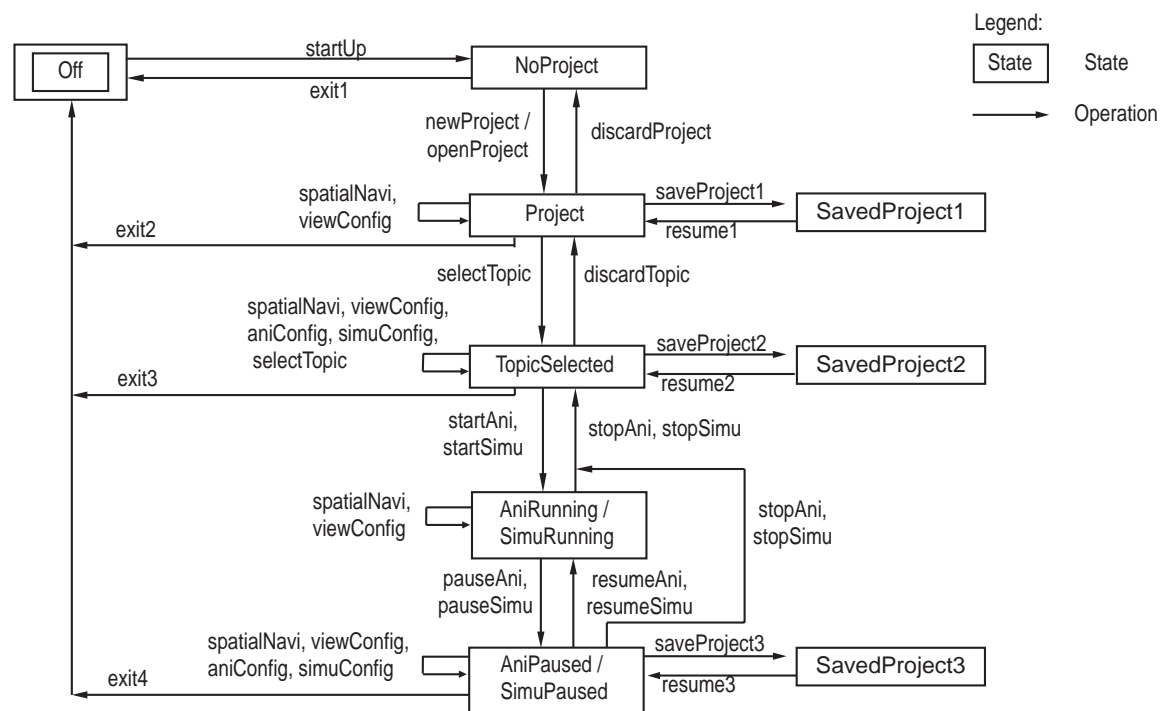 Legend:
State
State
Operation
Off
startUp
exit1
NoProject
newProject /
openProject
discardProject
spatialNavi,
viewConfig
Project
saveProject1
resume1
SavedProject1
exit2
selectTopic
discardTopic
spatialNavi, viewConfig,
aniConfig, simuConfig,
selectTopic
TopicSelected
saveProject2
resume2
SavedProject2
exit3
startAni,
startSimu
stopAni, stopSimu
spatialNavi,
viewConfig
AniRunning /
SimuRunning
stopAni,
stopSimu
pauseAni,
pauseSimu
resumeAni,
resumeSimu
spatialNavi, viewConfig,
aniConfig, simuConfig
AniPaused /
SimuPaused
saveProject3
resume3
SavedProject3
exit4